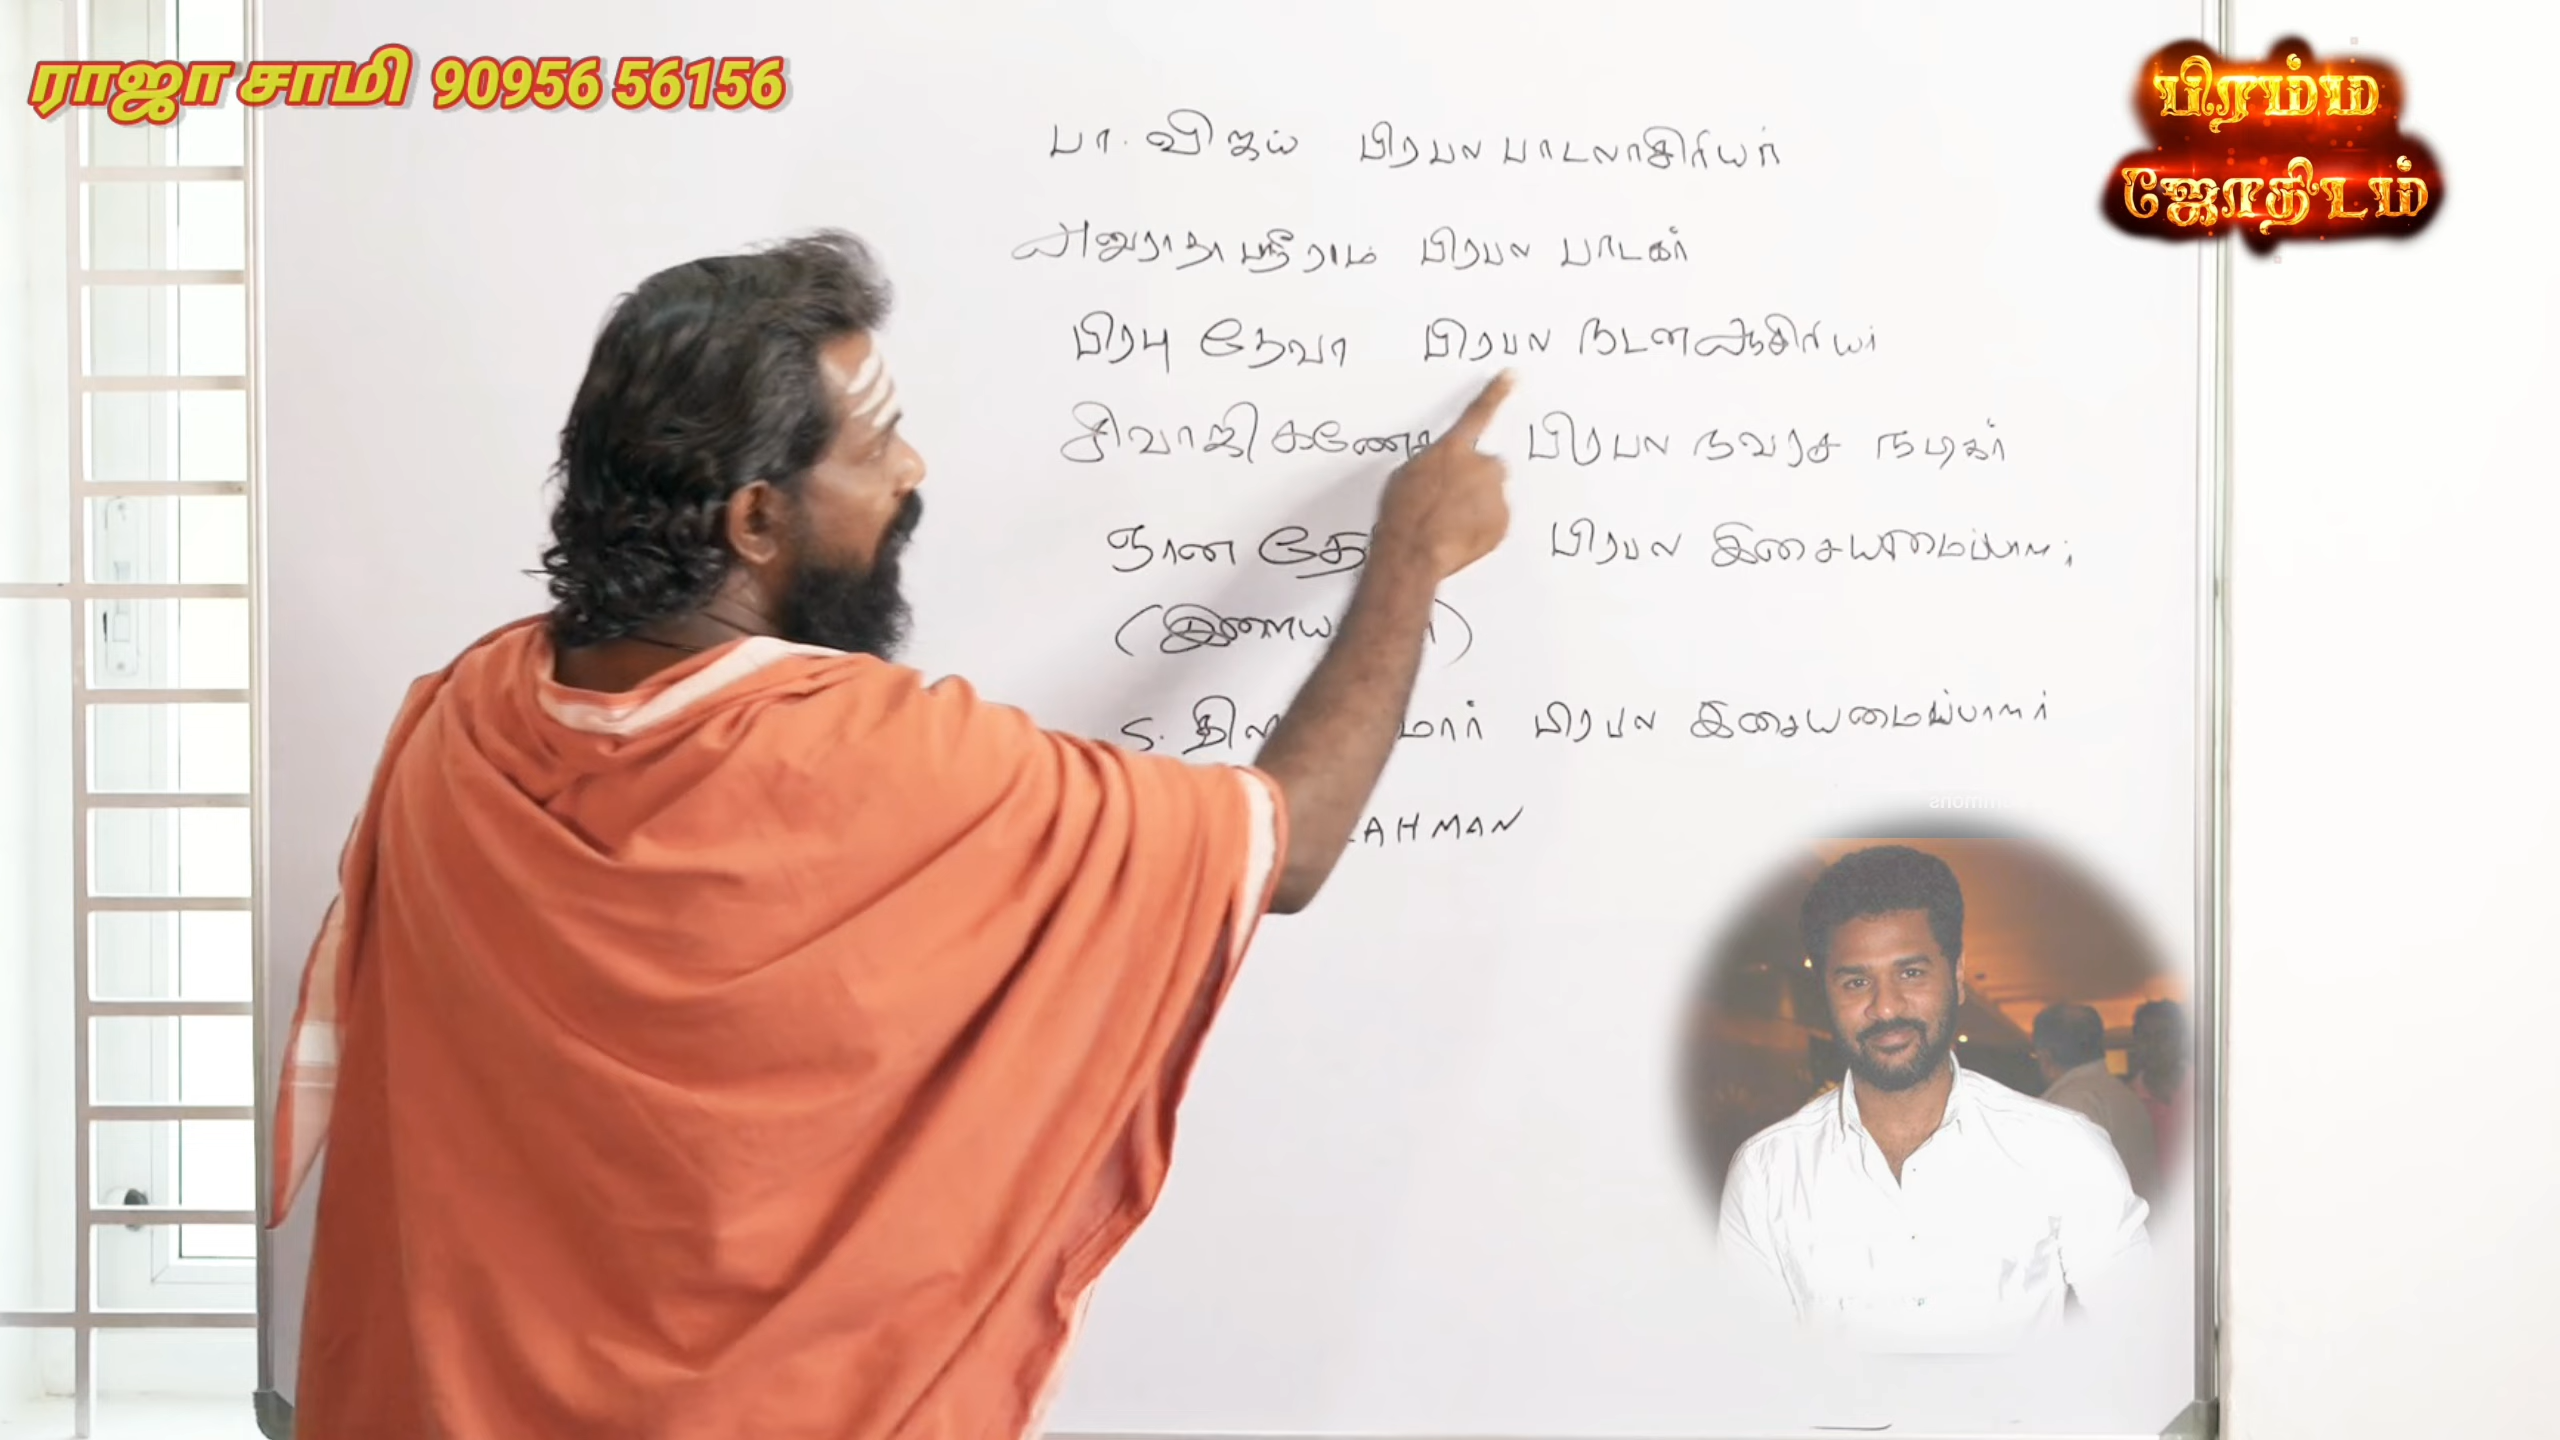 ராஜா சாமி 90956 56156
பிரம்ம
ஜோதிடம்
பா. விஜய் பிரபல பாடலாசிரியர்
அனுராதா ஸ்ரீராம் பிரபல பாடகர்
பிரபு தேவா பிரபல நடனஆசிரியர்
சிவாஜி கணேச பிரபல நவரச நடிகர்
ஞான தே பிரபல இசையமைப்பாளர்
(இளைய )
S. தில மார் பிரபல இசையமைப்பாளர்
AHMAN